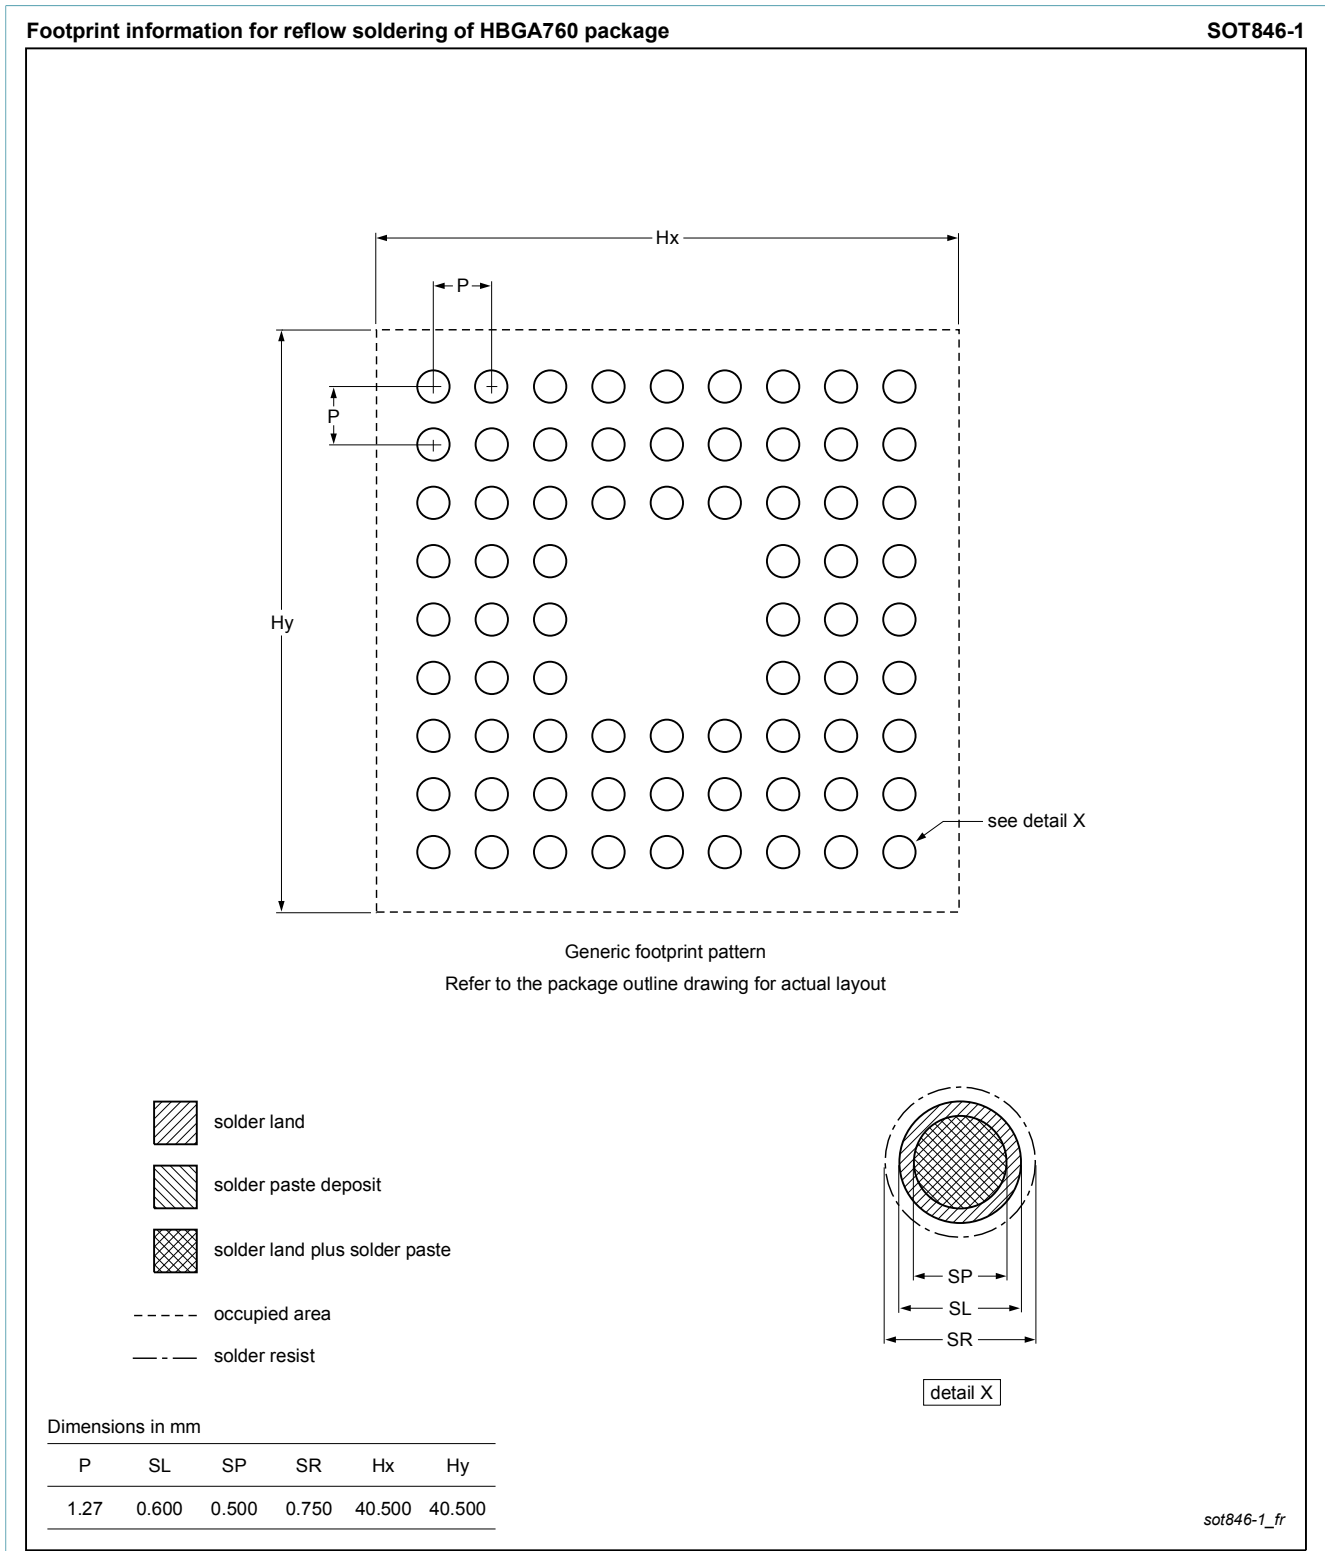 Footprint information for reflow soldering of HBGA760 package SOT846-1
Hx
P
P
Hy
see detail X
Generic footprint pattern
Refer to the package outline drawing for actual layout
solder land
solder paste deposit
solder land plus solder paste
occupied area
solder resist
SP
SL
SR
detail X
Dimensions in mm
P SL SP SR Hx Hy
1.27 0.600 0.500 0.750 40.500 40.500
sot846-1_fr